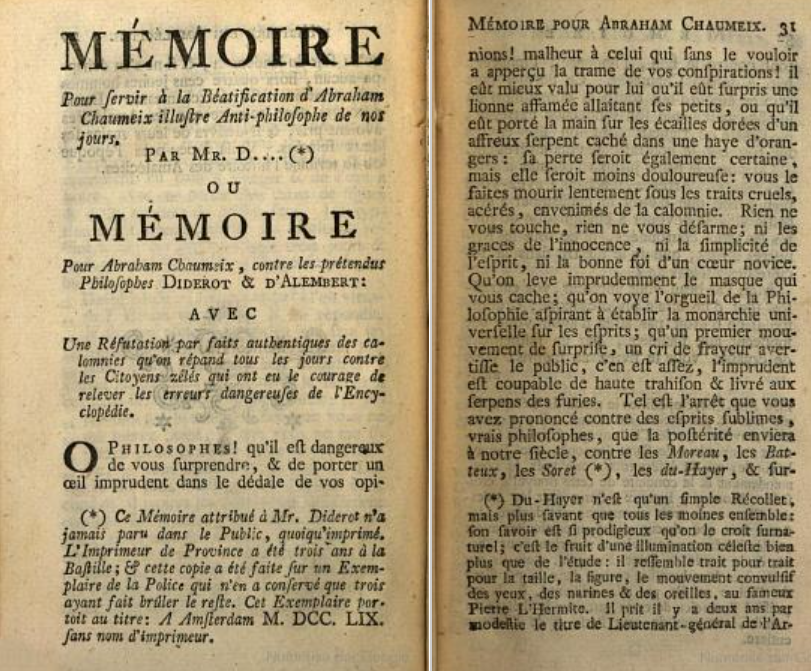 MÉMOIRE
Pour ſervir à la Béatification d'Abraham
Chaumeix illuſtre Anti-philoſophe de nos
jours.
PAR MR. D.... (*)
OU
MÉMOIRE
Pour Abraham Chaumeix, contre les prétendus
Philoſophes DIDEROT & D'ALEMBERT:
AVEC
Une Réfutation par faits authentiques des ca-
lomnies qu'on répand tous les jours contre
les Citoyens zélés qui ont eu le courage de
relever les erreurs dangereuſes de l'Ency-
clopédie.
O PHILOSOPHES! qu'il eſt dangereux
de vous ſurprendre, & de porter un
œil imprudent dans le dédale de vos opi-
(*) Ce Mémoire attribué à Mr. Diderot n'a
jamais paru dans le Public, quoiqu'imprimé.
L'Imprimeur de Province a été trois ans à la
Baſtille; & cette copie a été faite ſur un Exem-
plaire de la Police qui n'en a conſervé que trois
ayant fait brûler le reſte. Cet Exemplaire por-
toit au titre: A Amſterdam M. DCC. LIX.
ſans nom d'imprimeur.
MÉMOIRE POUR ABRAHAM CHAUMEIX. 31
nions! malheur à celui qui ſans le vouloir
a apperçu la trame de vos conſpirations! il
eût mieux valu pour lui qu'il eût ſurpris une
lionne affamée allaitant ſes petits, ou qu'il
eût porté la main ſur les écailles dorées d'un
affreux ſerpent caché dans une haye d'oran-
gers: ſa perte ſeroit également certaine,
mais elle ſeroit moins douloureuſe: vous le
faites mourir lentement ſous les traits cruels,
acérés, envenimés de la calomnie. Rien ne
vous touche, rien ne vous déſarme; ni les
graces de l'innocence, ni la ſimplicité de
l'eſprit, ni la bonne foi d'un cœur novice.
Qu'on leve imprudemment le masque qui
vous cache; qu'on voye l'orgueil de la Phi-
loſophie aſpirant à établir la monarchie uni-
verſelle ſur les eſprits; qu'un premier mou-
vement de ſurpriſe, un cri de frayeur aver-
tiſſe le public, c'en eſt aſſez, l'imprudent
eſt coupable de haute trahiſon & livré aux
ſerpens des furies. Tel eſt l'arrêt que vous
avez prononcé contre des eſprits ſublimes,
vrais philoſophes, que la poſtérité enviera
à notre ſiècle, contre les Moreau, les Bat-
teux, les Soret (*), les du-Hayer, & ſur-
(*) Du-Hayer n'eſt qu'un ſimple Récollet,
mais plus ſavant que tous les moines enſemble:
ſon ſavoir eſt ſi prodigieux qu'on le croit ſurna-
turel; c'eſt le fruit d'une illumination céleſte bien
plus que de l'étude: il reſſemble trait pour trait
pour la taille, la figure, le mouvement convulſif
des yeux, des narines & des oreilles, au fameux
Pierre L'Hermite. Il prit il y a deux ans par
modeſtie le titre de Lieutenant-général de l'Ar-